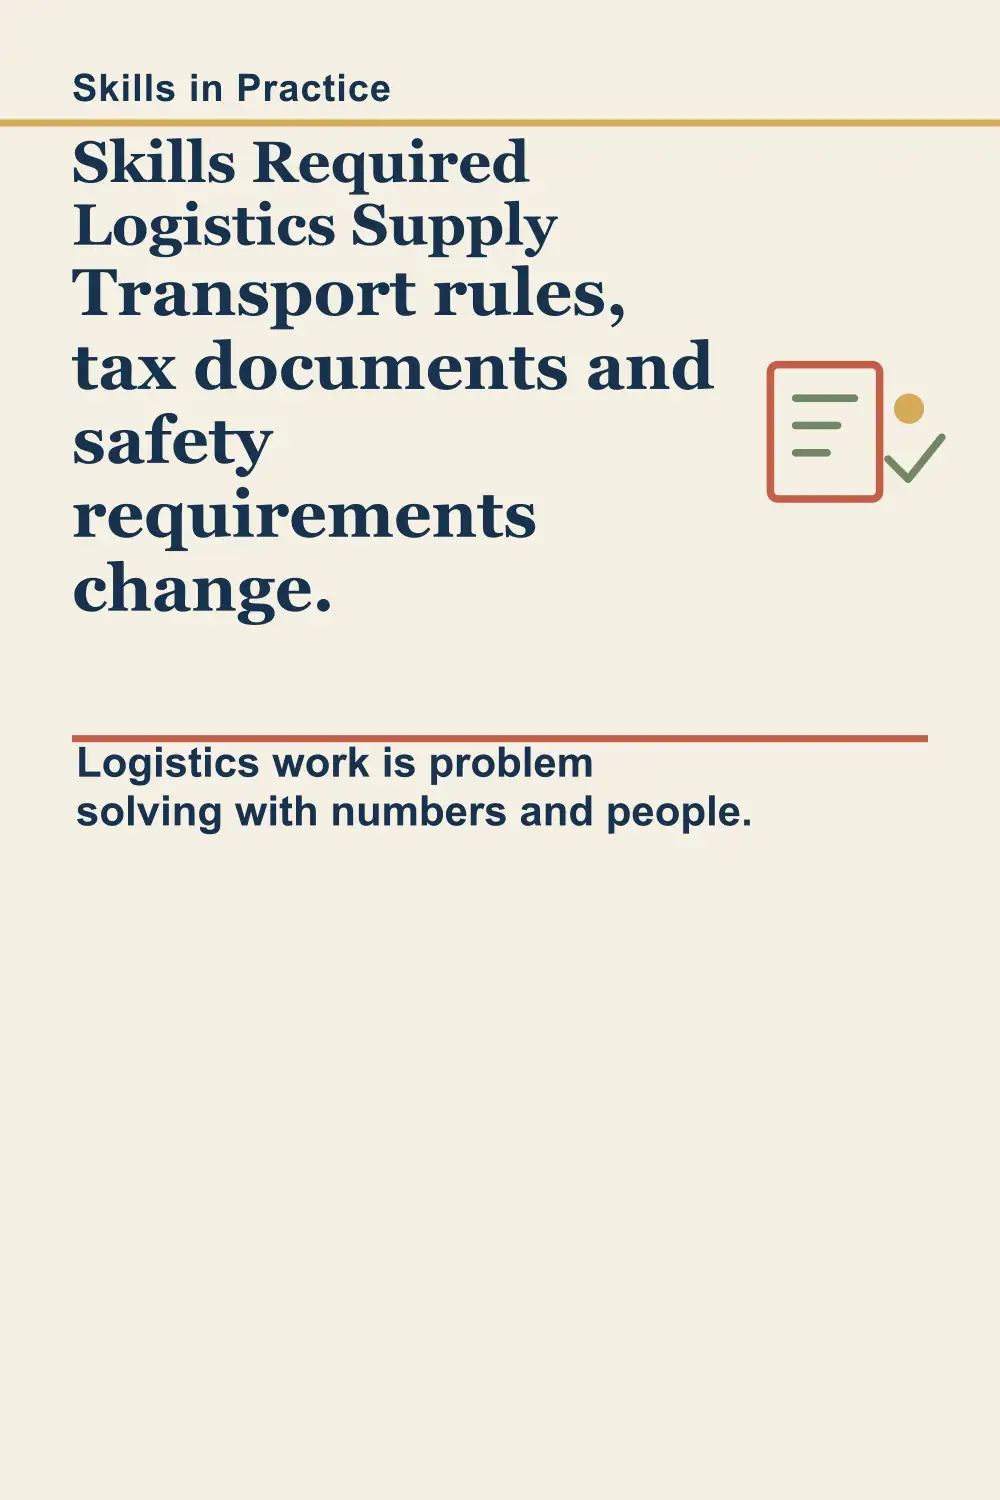 Skills in Practice
Skills Required
Logistics Supply
Transport rules,
tax documents and
safety
requirements
change.
Logistics work is problem
solving with numbers and people.